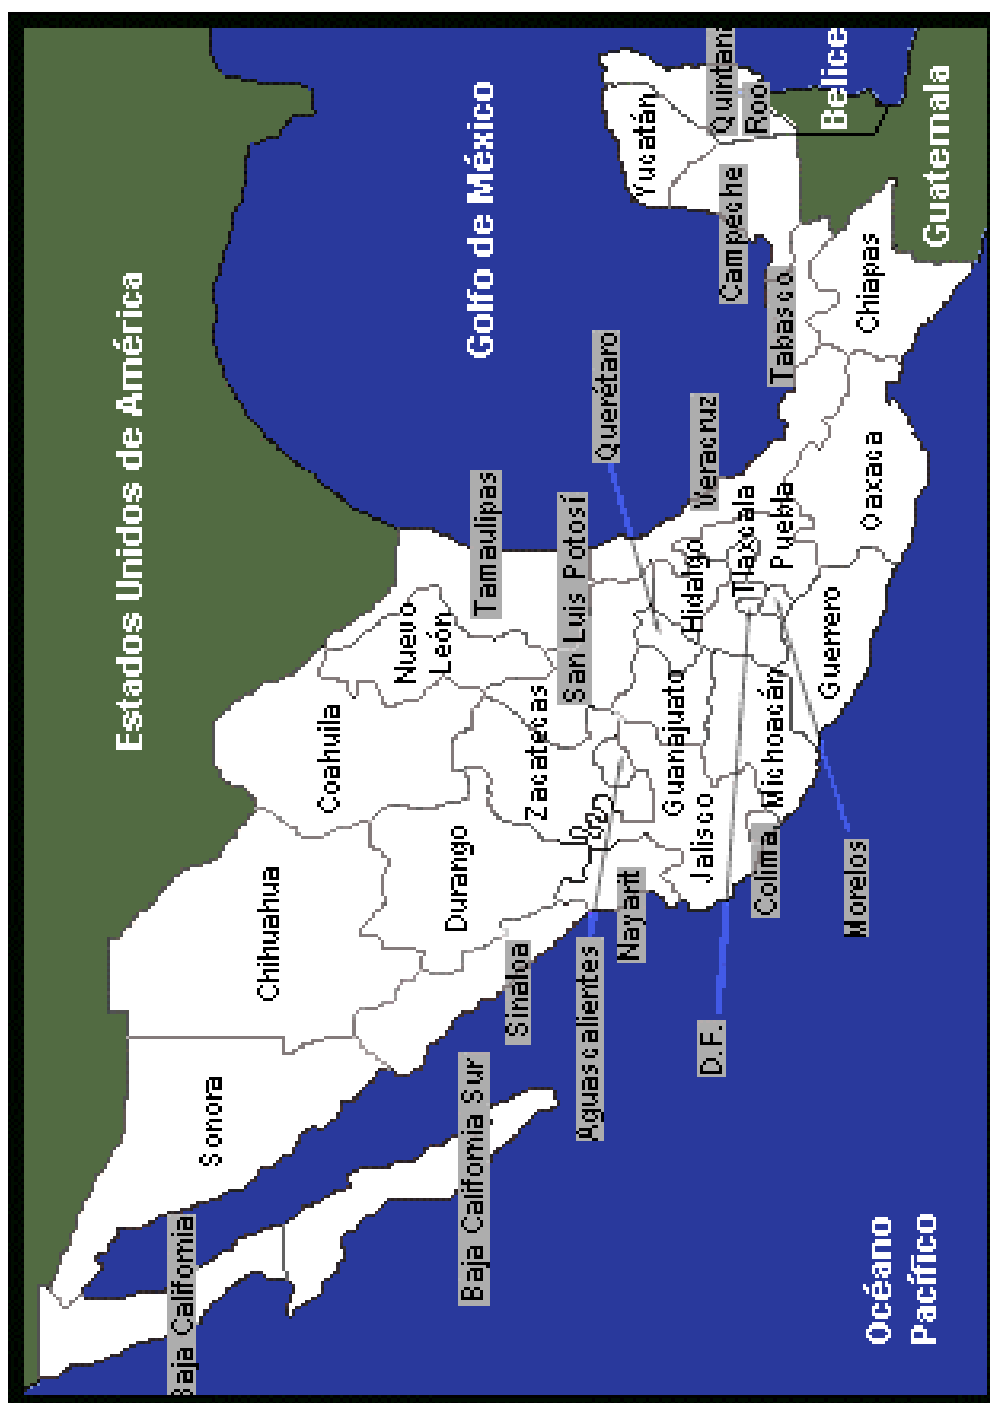 Estados Unidos de América
Golfo de México
Océano
Pacífico
Guatemala
Belice
Baja California
Baja California Sur
Sonora
Chihuahua
Coahuila
Nuevo
León
Tamaulipas
Sinaloa
Durango
Zacatecas
San Luis Potosí
Aguascalientes
Nayarit
Jalisco
Guanajuato
Querétaro
Hidalgo
Veracruz
D.F.
Colima
Michoacán
Tlaxcala
Puebla
Morelos
Guerrero
Oaxaca
Chiapas
Tabasco
Campeche
Yucatán
Quintana
Roo